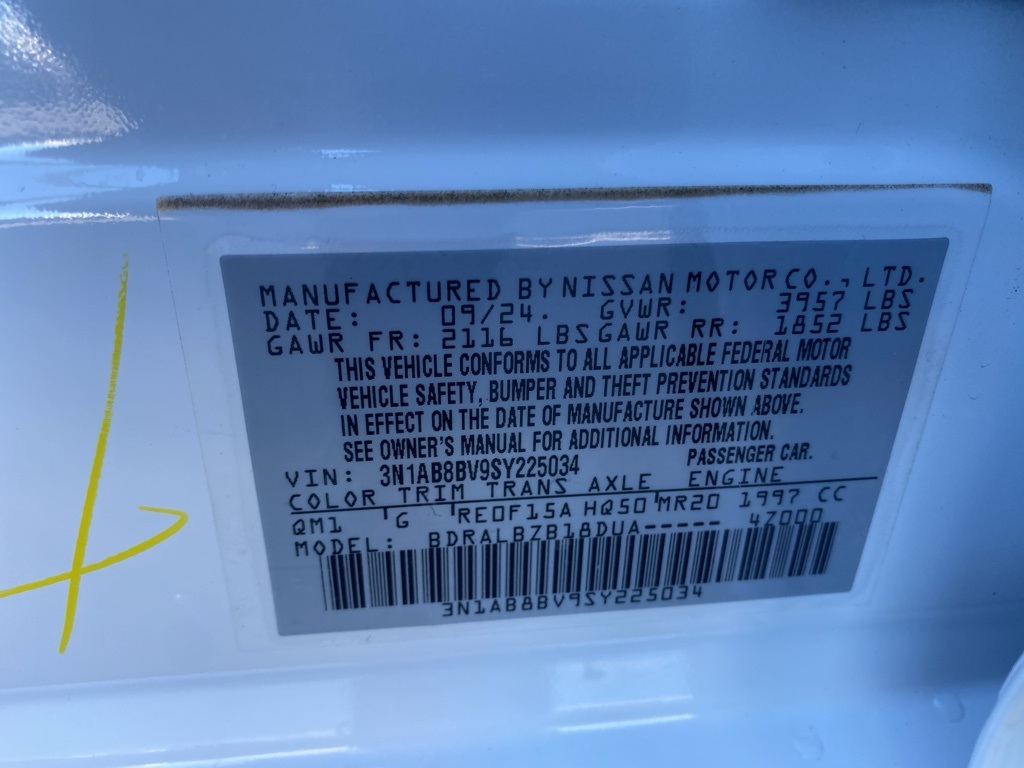 MANUFACTURED BY NISSAN MOTOR CO., LTD.
DATE: 09/24. GVWR: 3957 LBS
GAWR FR: 2116 LBS GAWR RR: 1852 LBS
THIS VEHICLE CONFORMS TO ALL APPLICABLE FEDERAL MOTOR
VEHICLE SAFETY, BUMPER AND THEFT PREVENTION STANDARDS
IN EFFECT ON THE DATE OF MANUFACTURE SHOWN ABOVE.
SEE OWNER'S MANUAL FOR ADDITIONAL INFORMATION.
VIN: 3N1AB8BV9SY225034 PASSENGER CAR.
COLOR TRIM TRANS AXLE ENGINE
QM1 G RE0F15A HQ50 MR20 1997 CC
MODEL: BDRALBZB18DUA----- 47000
3N1AB8BV9SY225034